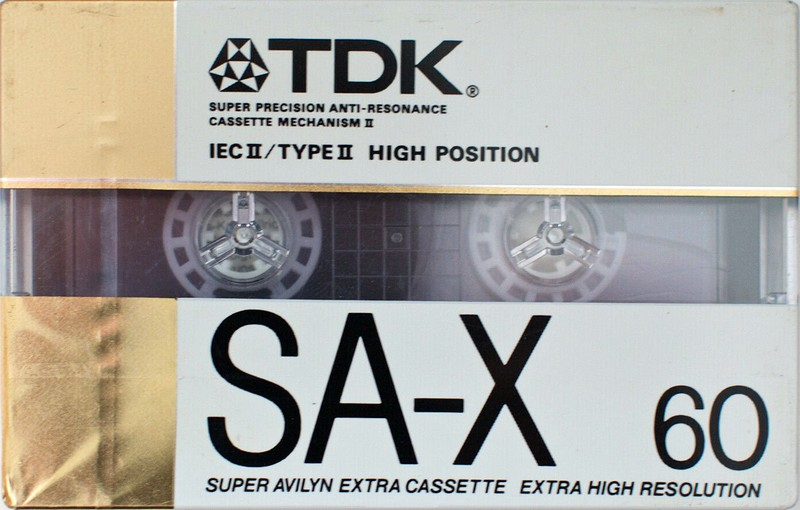 TDK®
SUPER PRECISION ANTI-RESONANCE
CASSETTE MECHANISM II
IEC II/TYPE II HIGH POSITION
SA-X 60
SUPER AVILYN EXTRA CASSETTE EXTRA HIGH RESOLUTION